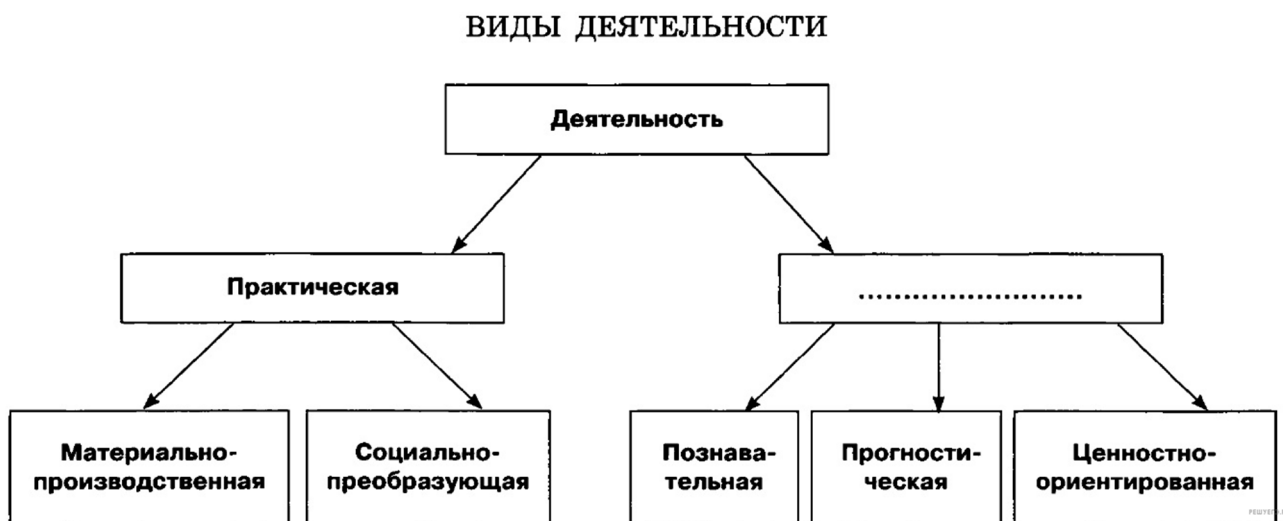 ВИДЫ ДЕЯТЕЛЬНОСТИ
Деятельность
Практическая
.........................
Материально-
производственная
Социально-
преобразующая
Познава-
тельная
Прогности-
ческая
Ценностно-
ориентированная